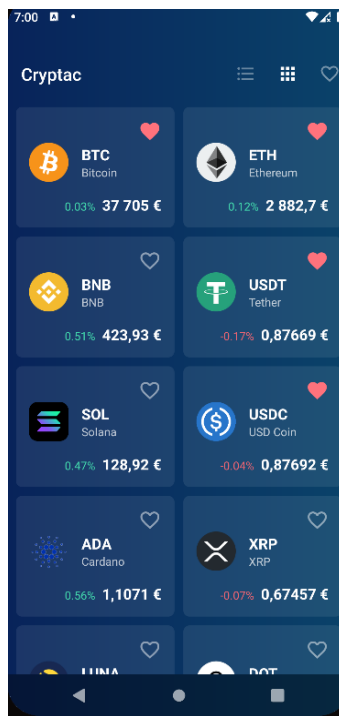 7:00
Cryptac
BTC
Bitcoin
0.03% 37 705 €
ETH
Ethereum
0.12% 2 882,7 €
BNB
BNB
0.51% 423,93 €
USDT
Tether
-0.17% 0,87669 €
SOL
Solana
0.47% 128,92 €
USDC
USD Coin
-0.04% 0,87692 €
ADA
Cardano
0.56% 1,1071 €
XRP
XRP
-0.07% 0,67457 €
LUNA
DOT